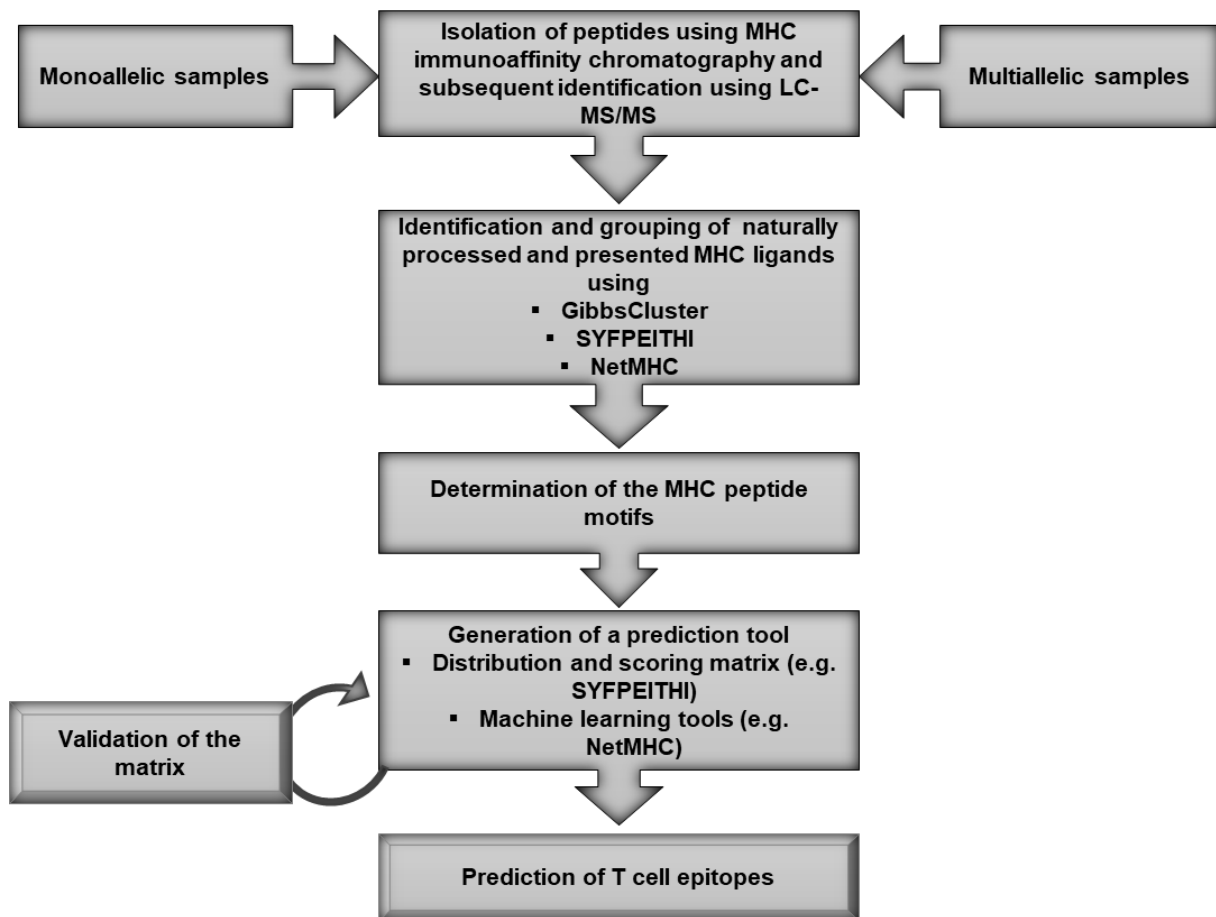 Monoallelic samples
Isolation of peptides using MHC
immunoaffinity chromatography and
subsequent identification using LC-
MS/MS
Multiallelic samples
Identification and grouping of naturally
processed and presented MHC ligands
using
▪ GibbsCluster
▪ SYFPEITHI
▪ NetMHC
Determination of the MHC peptide
motifs
Generation of a prediction tool
▪ Distribution and scoring matrix (e.g.
SYFPEITHI)
▪ Machine learning tools (e.g.
NetMHC)
Validation of the
matrix
Prediction of T cell epitopes